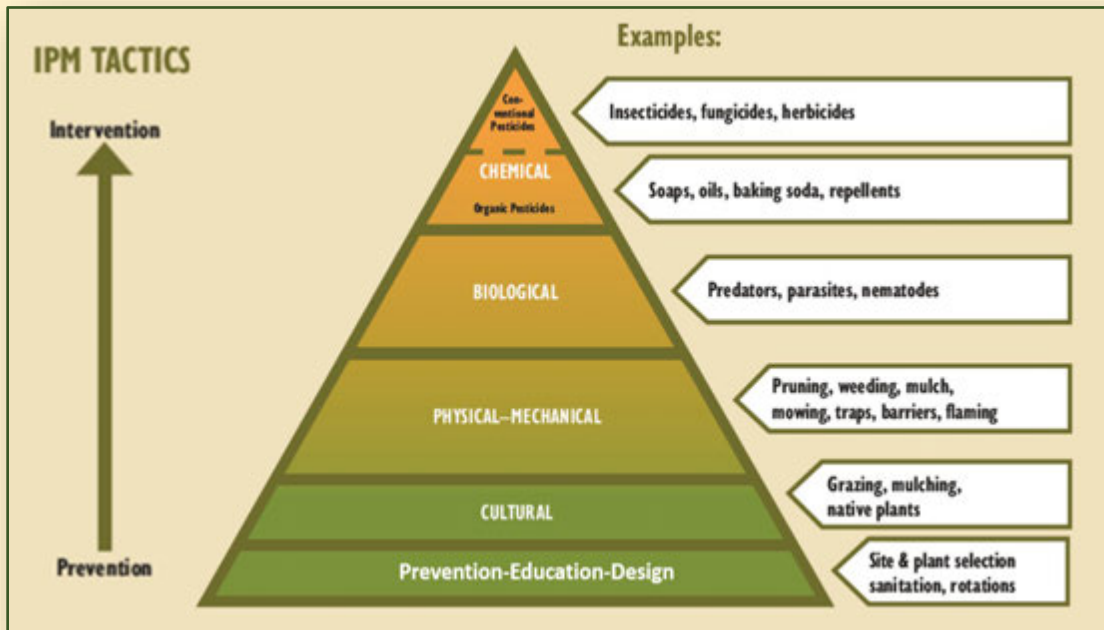 IPM TACTICS
Examples:
Intervention
Con-
ventional
Pesticides
Insecticides, fungicides, herbicides
CHEMICAL
Organic Pesticides
Soaps, oils, baking soda, repellents
BIOLOGICAL
Predators, parasites, nematodes
PHYSICAL–MECHANICAL
Pruning, weeding, mulch,
mowing, traps, barriers, flaming
CULTURAL
Grazing, mulching,
native plants
Prevention
Prevention-Education-Design
Site & plant selection
sanitation, rotations